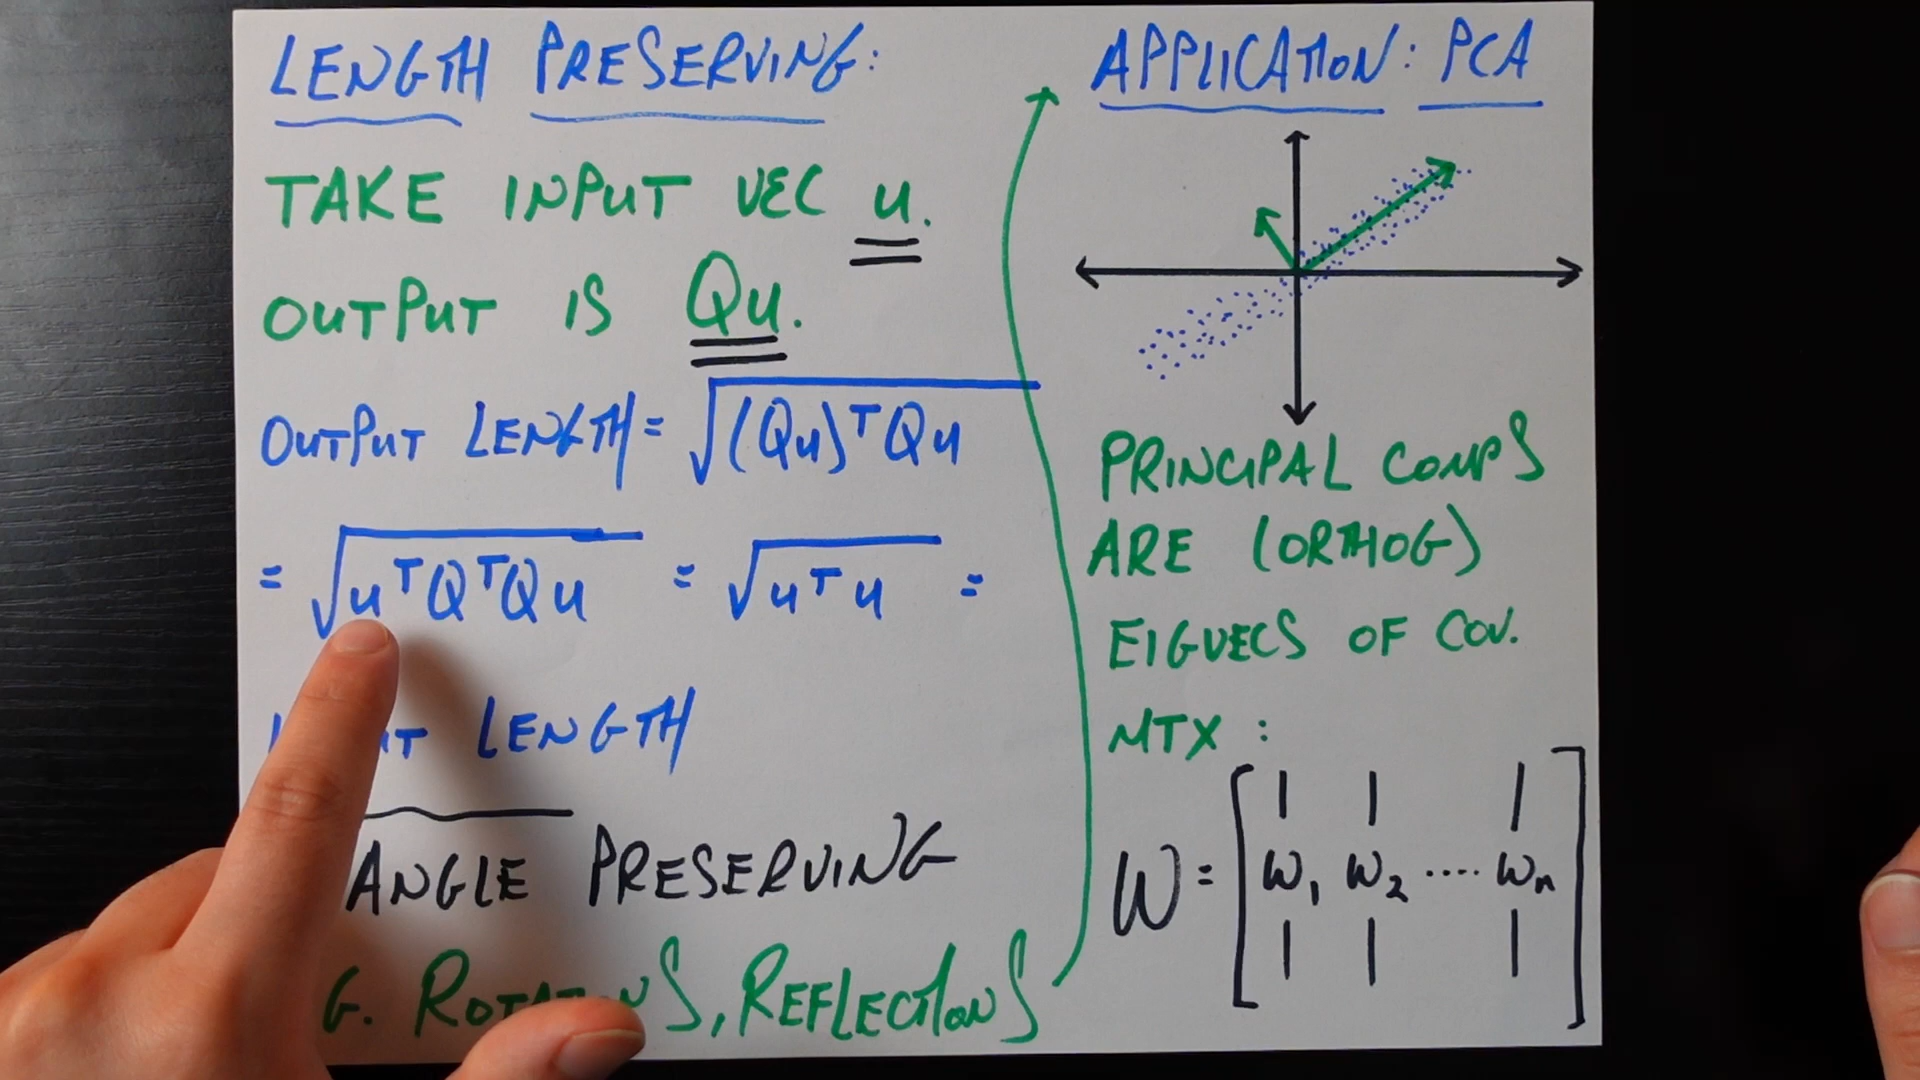 LENGTH PRESERVING:
TAKE INPUT VEC u.
OUTPUT IS Qu.
OUTPUT LENGTH = √(Qu)ᵀQu
= √uᵀQᵀQu = √uᵀu =
LENGTH
ANGLE PRESERVING
G. REFLECTIONS
APPLICATION: PCA
PRINCIPAL COMPS
ARE (ORTHOG)
EIGVECS OF COV.
MTX:
W = [w₁ w₂ .... wₙ]